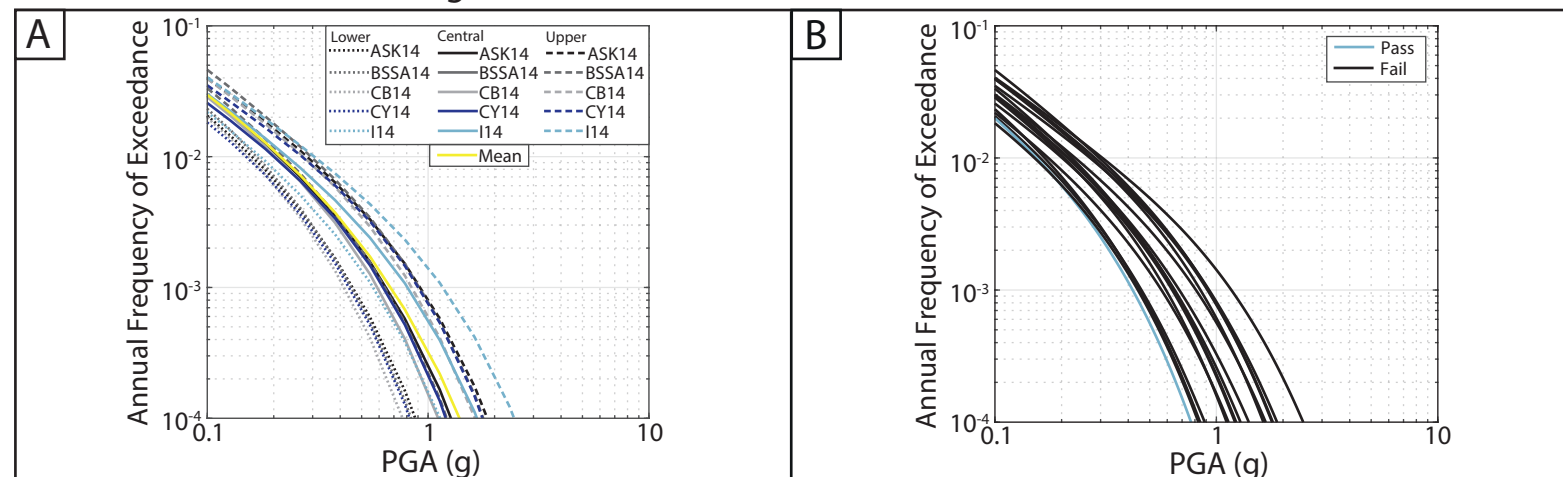 A
Annual Frequency of Exceedance
10-1
10-2
10-3
10-4
0.1
1
10
PGA (g)
Lower
ASK14
BSSA14
CB14
CY14
I14
Central
ASK14
BSSA14
CB14
CY14
I14
Upper
ASK14
BSSA14
CB14
CY14
I14
Mean
B
Annual Frequency of Exceedance
10-1
10-2
10-3
10-4
0.1
1
10
PGA (g)
Pass
Fail